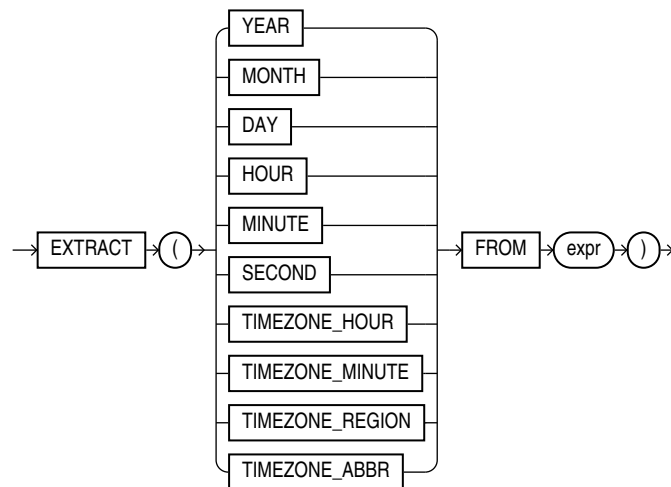 YEAR
MONTH
DAY
HOUR
MINUTE
EXTRACT ( FROM expr )
SECOND
TIMEZONE_HOUR
TIMEZONE_MINUTE
TIMEZONE_REGION
TIMEZONE_ABBR